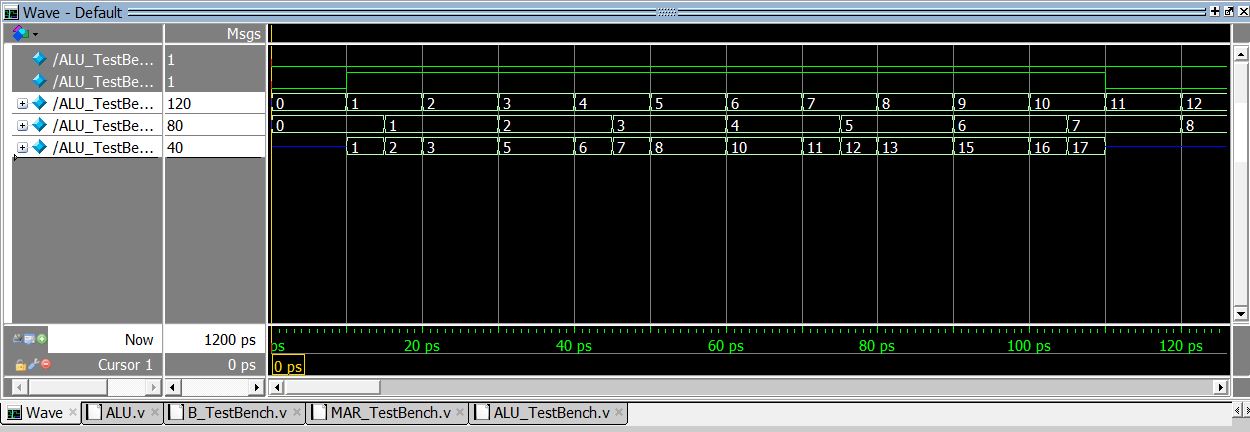 Wave - Default
Msgs
/ALU_TestBe... 1
/ALU_TestBe... 1
/ALU_TestBe... 120 0 1 2 3 4 5 6 7 8 9 10 11 12
/ALU_TestBe... 80 0 1 2 3 4 5 6 7 8
/ALU_TestBe... 40 1 2 3 5 6 7 8 10 11 12 13 15 16 17
Now 1200 ps ps 20 ps 40 ps 60 ps 80 ps 100 ps 120 ps
Cursor 1 0 ps 0 ps
Wave ALU.v B_TestBench.v MAR_TestBench.v ALU_TestBench.v